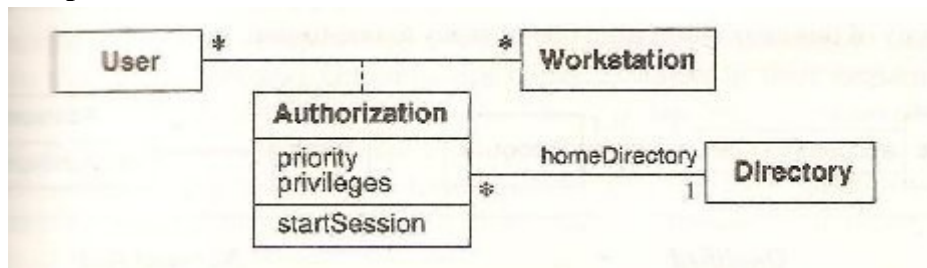 User
*
*
Workstation
Authorization
priority
privileges
startSession
homeDirectory
*
1
Directory